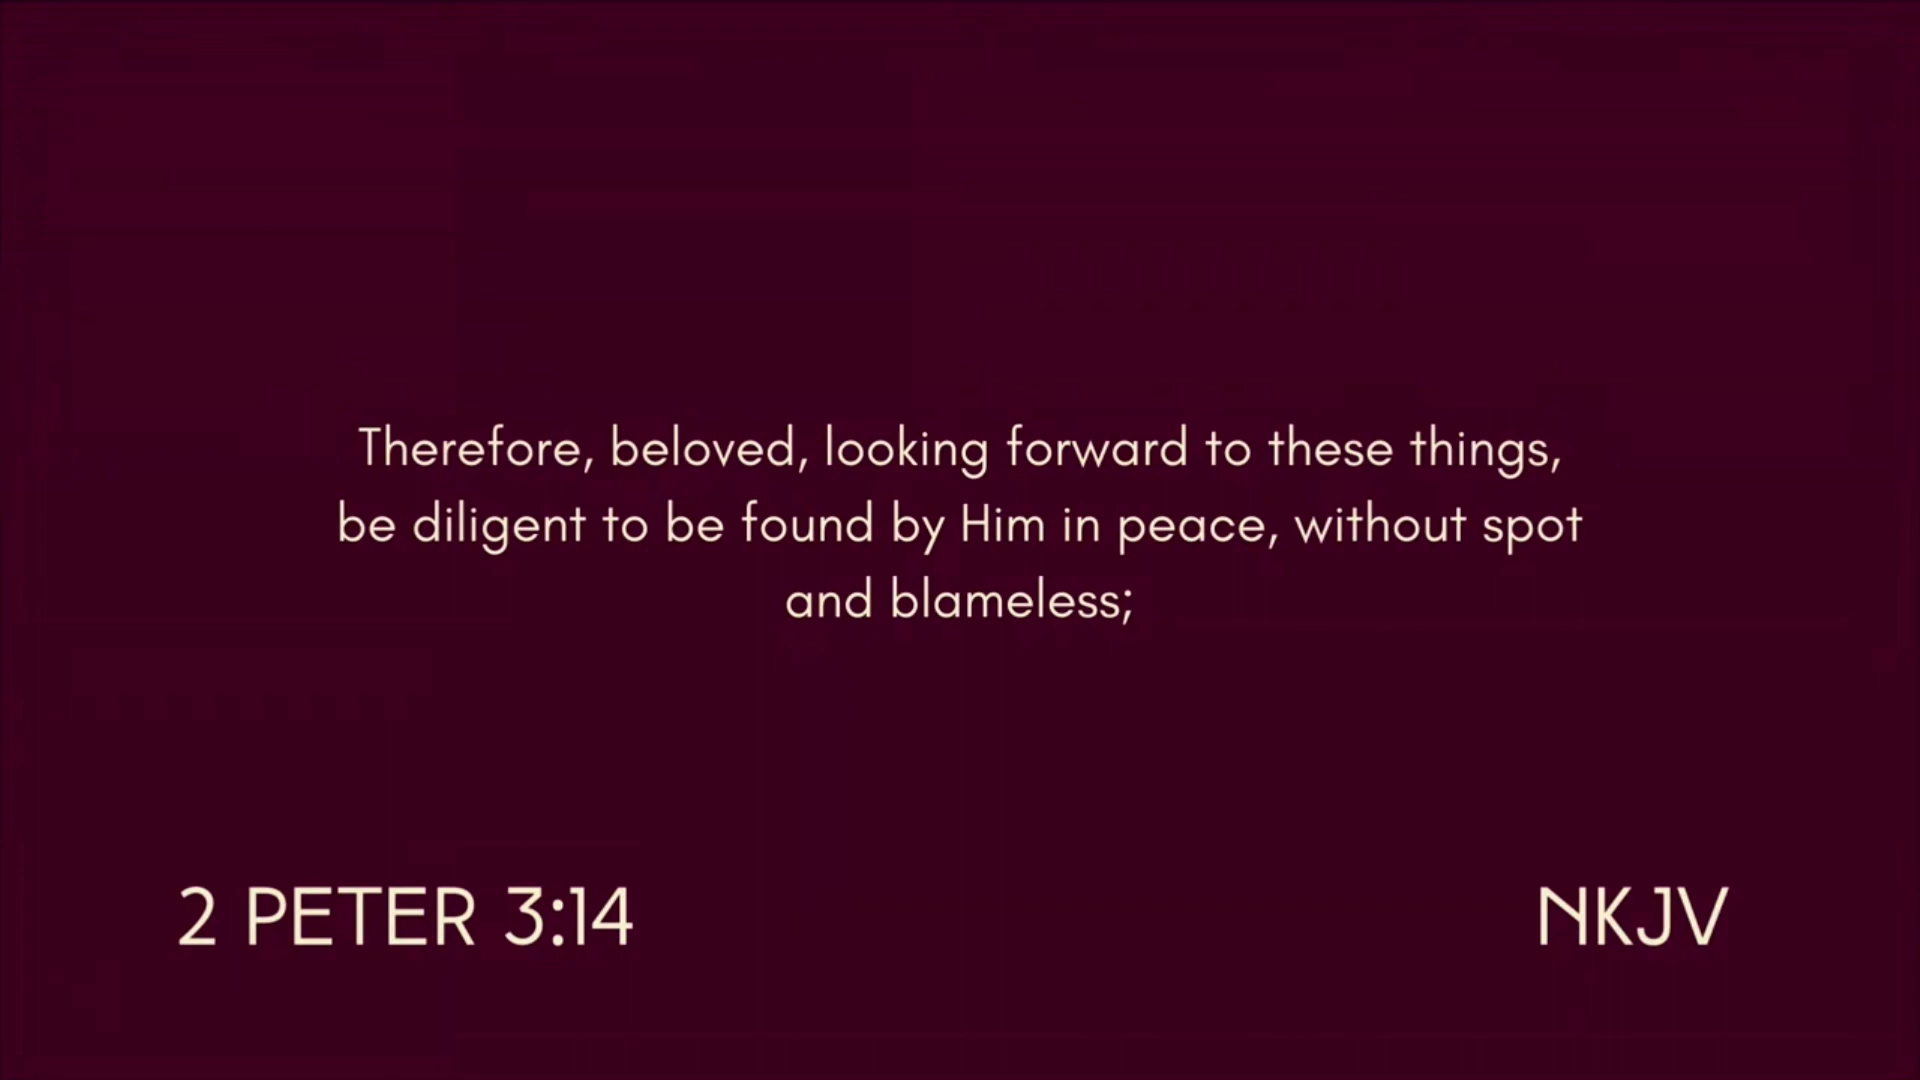 Therefore, beloved, looking forward to these things,
be diligent to be found by Him in peace, without spot
and blameless;
2 PETER 3:14
NKJV